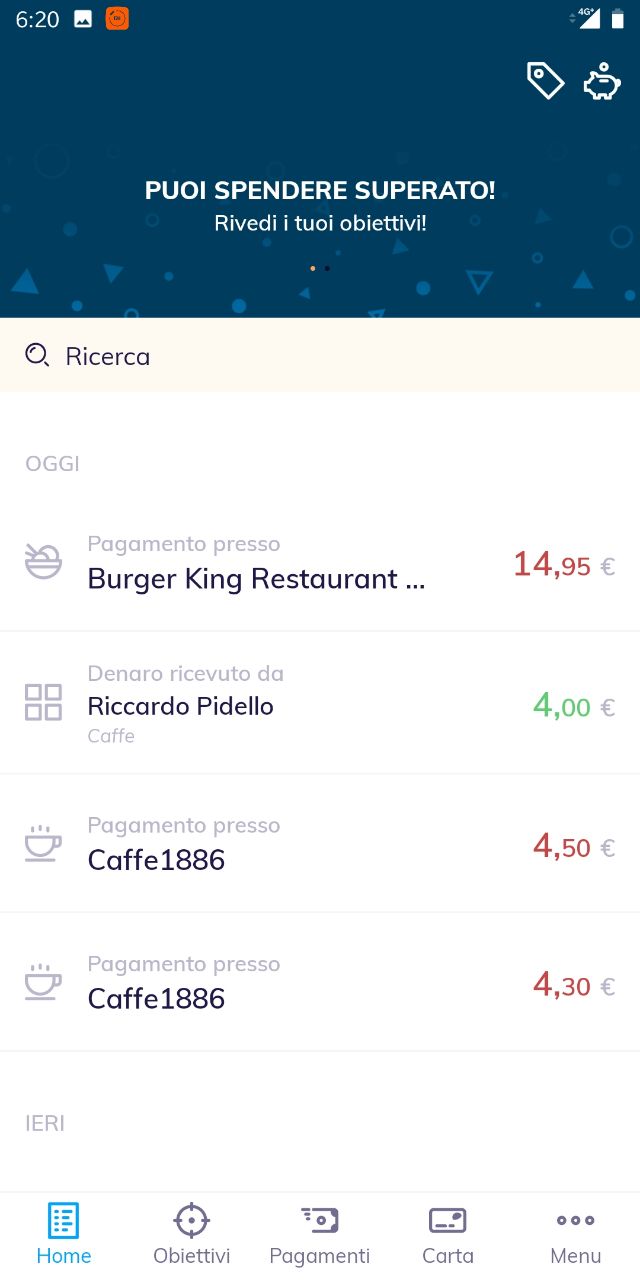 6:20
4G+
PUOI SPENDERE SUPERATO!
Rivedi i tuoi obiettivi!
Ricerca
OGGI
Pagamento presso
Burger King Restaurant ...
14,95 €
Denaro ricevuto da
Riccardo Pidello
Caffe
4,00 €
Pagamento presso
Caffe1886
4,50 €
Pagamento presso
Caffe1886
4,30 €
IERI
Home Obiettivi Pagamenti Carta Menu